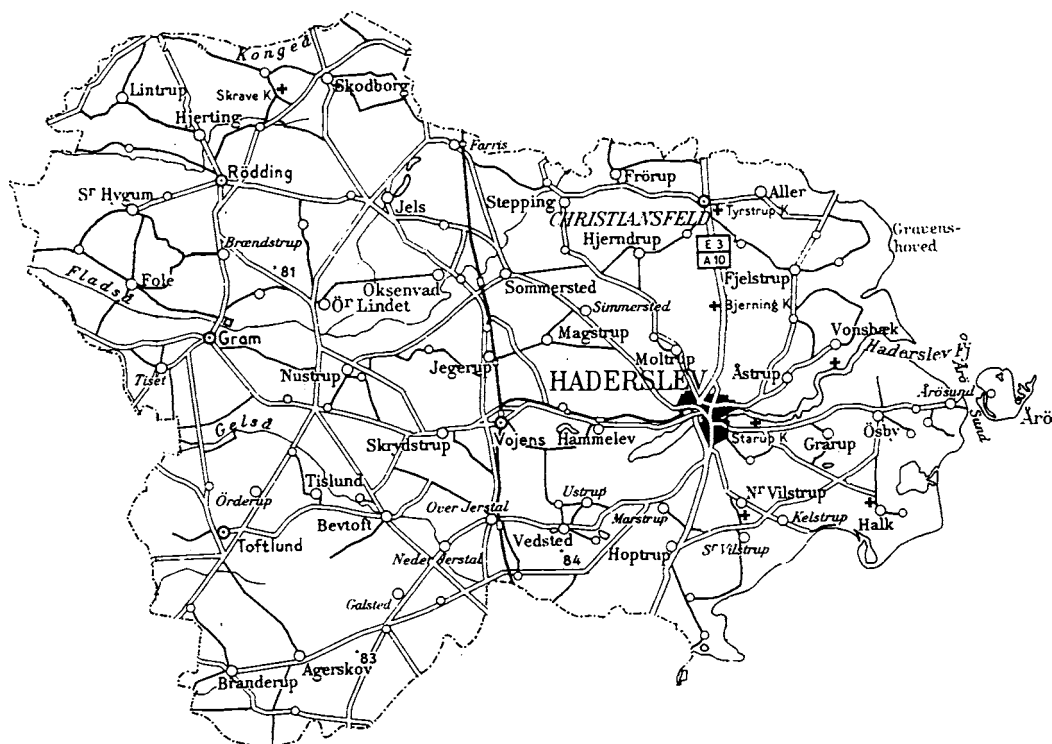 Konged
Skodborg
Skrave K
Lintrup
Hjerting
Farris
Rödding
Frörup
Aller
Sr Hygum
Jels
Stepping
CHRISTIANSFELD
Tyrstrup K
Gravens-
hoved
Brændstrup
Hjerndrup
E 3
A 10
81
Fjelstrup
Fole
Fladså
Oksenvad
Sommersted
Ör
Lindet
Simmersted
Bjerning K
Gram
Magstrup
Vonsbæk
Moltrup
Haderslev Fj.
Jegerup
Tiset
Nustrup
HADERSLEV
Åstrup
Årö
Sund
Årösund
Årö
Gelså
Skrydstrup
Vojens
Hammelev
Starup K
Grarup
Ösby
Tislund
Örderup
Bevtoft
Over Jerstal
Ustrup
Nr Vilstrup
Marstrup
Kelstrup
Halk
Toftlund
Vedsted
Neder Jerstal
84
Hoptrup
Sr Vilstrup
Galsted
83
Agerskov
Branderup